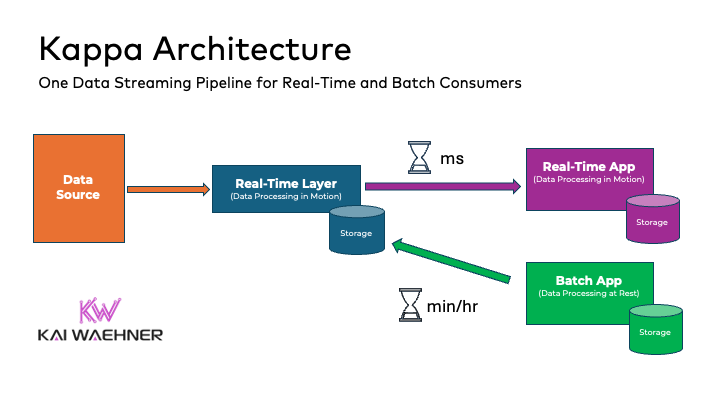 Kappa Architecture
One Data Streaming Pipeline for Real-Time and Batch Consumers
Data
Source
Real-Time Layer
(Data Processing in Motion)
Storage
ms
Real-Time App
(Data Processing in Motion)
Storage
min/hr
Batch App
(Data Processing at Rest)
Storage
KW
KAI WAEHNER